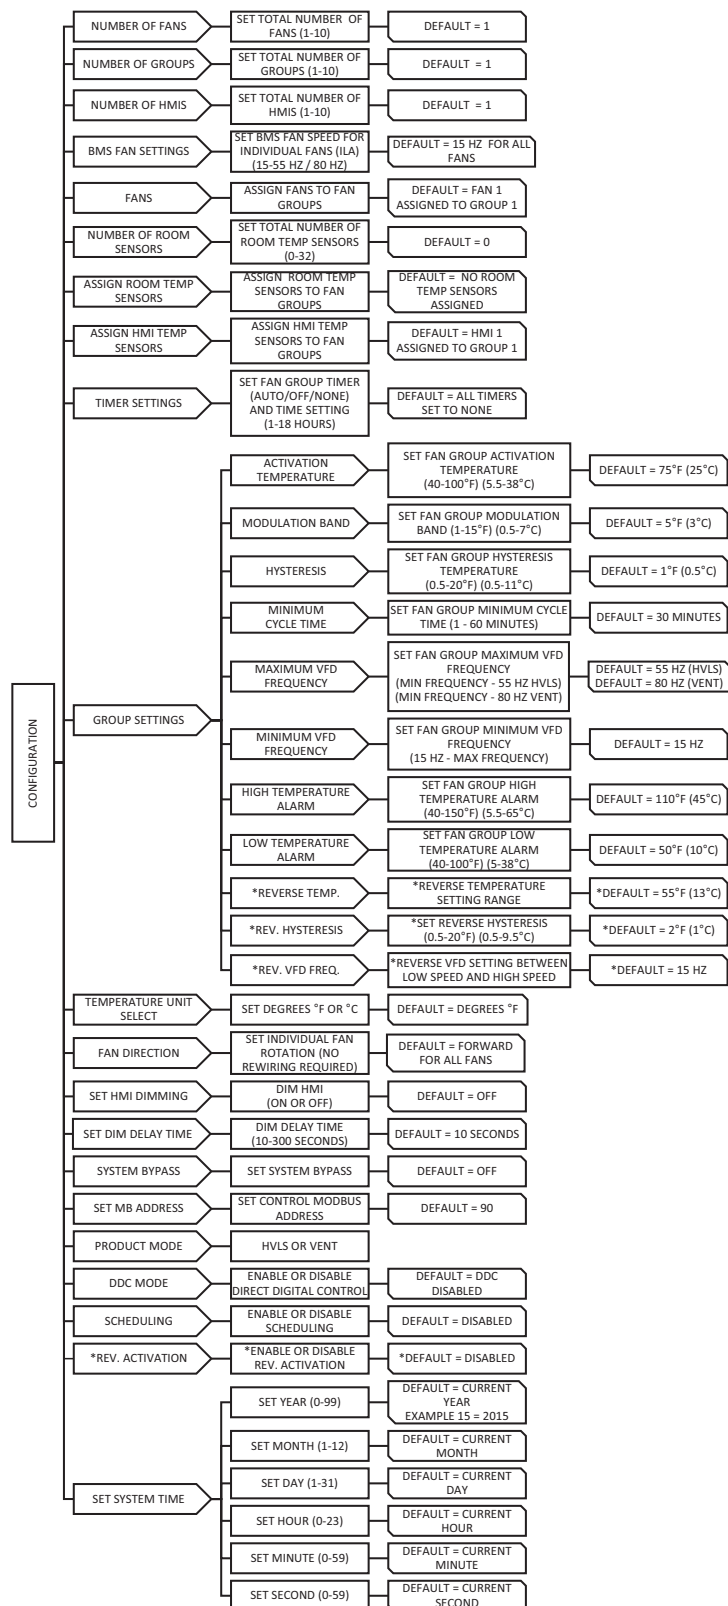 NUMBER OF FANS
SET TOTAL NUMBER OF
FANS (1-10)
DEFAULT = 1
NUMBER OF GROUPS
SET TOTAL NUMBER OF
GROUPS (1-10)
DEFAULT = 1
NUMBER OF HMIS
SET TOTAL NUMBER OF
HMIS (1-10)
DEFAULT = 1
BMS FAN SETTINGS
SET BMS FAN SPEED FOR
INDIVIDUAL FANS (ILA)
(15-55 HZ / 80 HZ)
DEFAULT = 15 HZ FOR ALL
FANS
FANS
ASSIGN FANS TO FAN
GROUPS
DEFAULT = FAN 1
ASSIGNED TO GROUP 1
NUMBER OF ROOM
SENSORS
SET TOTAL NUMBER OF
ROOM TEMP SENSORS
(0-32)
DEFAULT = 0
ASSIGN ROOM TEMP
SENSORS
ASSIGN ROOM TEMP
SENSORS TO FAN
GROUPS
DEFAULT = NO ROOM
TEMP SENSORS
ASSIGNED
ASSIGN HMI TEMP
SENSORS
ASSIGN HMI TEMP
SENSORS TO FAN
GROUPS
DEFAULT = HMI 1
ASSIGNED TO GROUP 1
TIMER SETTINGS
SET FAN GROUP TIMER
(AUTO/OFF/NONE)
AND TIME SETTING
(1-18 HOURS)
DEFAULT = ALL TIMERS
SET TO NONE
CONFIGURATION
GROUP SETTINGS
ACTIVATION
TEMPERATURE
SET FAN GROUP ACTIVATION
TEMPERATURE
(40-100°F) (5.5-38°C)
DEFAULT = 75°F (25°C)
MODULATION BAND
SET FAN GROUP MODULATION
BAND (1-15°F) (0.5-7°C)
DEFAULT = 5°F (3°C)
HYSTERESIS
SET FAN GROUP HYSTERESIS
TEMPERATURE
(0.5-20°F) (0.5-11°C)
DEFAULT = 1°F (0.5°C)
MINIMUM
CYCLE TIME
SET FAN GROUP MINIMUM CYCLE
TIME (1 - 60 MINUTES)
DEFAULT = 30 MINUTES
MAXIMUM VFD
FREQUENCY
SET FAN GROUP MAXIMUM VFD
FREQUENCY
(MIN FREQUENCY - 55 HZ HVLS)
(MIN FREQUENCY - 80 HZ VENT)
DEFAULT = 55 HZ (HVLS)
DEFAULT = 80 HZ (VENT)
MINIMUM VFD
FREQUENCY
SET FAN GROUP MINIMUM VFD
FREQUENCY
(15 HZ - MAX FREQUENCY)
DEFAULT = 15 HZ
HIGH TEMPERATURE
ALARM
SET FAN GROUP HIGH
TEMPERATURE ALARM
(40-150°F) (5.5-65°C)
DEFAULT = 110°F (45°C)
LOW TEMPERATURE
ALARM
SET FAN GROUP LOW
TEMPERATURE ALARM
(40-100°F) (5-38°C)
DEFAULT = 50°F (10°C)
*REVERSE TEMP.
*REVERSE TEMPERATURE
SETTING RANGE
*DEFAULT = 55°F (13°C)
*REV. HYSTERESIS
*SET REVERSE HYSTERESIS
(0.5-20°F) (0.5-9.5°C)
*DEFAULT = 2°F (1°C)
*REV. VFD FREQ.
*REVERSE VFD SETTING BETWEEN
LOW SPEED AND HIGH SPEED
*DEFAULT = 15 HZ
TEMPERATURE UNIT
SELECT
SET DEGREES °F OR °C
DEFAULT = DEGREES °F
FAN DIRECTION
SET INDIVIDUAL FAN
ROTATION (NO
REWIRING REQUIRED)
DEFAULT = FORWARD
FOR ALL FANS
SET HMI DIMMING
DIM HMI
(ON OR OFF)
DEFAULT = OFF
SET DIM DELAY TIME
DIM DELAY TIME
(10-300 SECONDS)
DEFAULT = 10 SECONDS
SYSTEM BYPASS
SET SYSTEM BYPASS
DEFAULT = OFF
SET MB ADDRESS
SET CONTROL MODBUS
ADDRESS
DEFAULT = 90
PRODUCT MODE
HVLS OR VENT
DDC MODE
ENABLE OR DISABLE
DIRECT DIGITAL CONTROL
DEFAULT = DDC
DISABLED
SCHEDULING
ENABLE OR DISABLE
SCHEDULING
DEFAULT = DISABLED
*REV. ACTIVATION
*ENABLE OR DISABLE
REV. ACTIVATION
*DEFAULT = DISABLED
SET SYSTEM TIME
SET YEAR (0-99)
DEFAULT = CURRENT
YEAR
EXAMPLE 15 = 2015
SET MONTH (1-12)
DEFAULT = CURRENT
MONTH
SET DAY (1-31)
DEFAULT = CURRENT
DAY
SET HOUR (0-23)
DEFAULT = CURRENT
HOUR
SET MINUTE (0-59)
DEFAULT = CURRENT
MINUTE
SET SECOND (0-59)
DEFAULT = CURRENT
SECOND